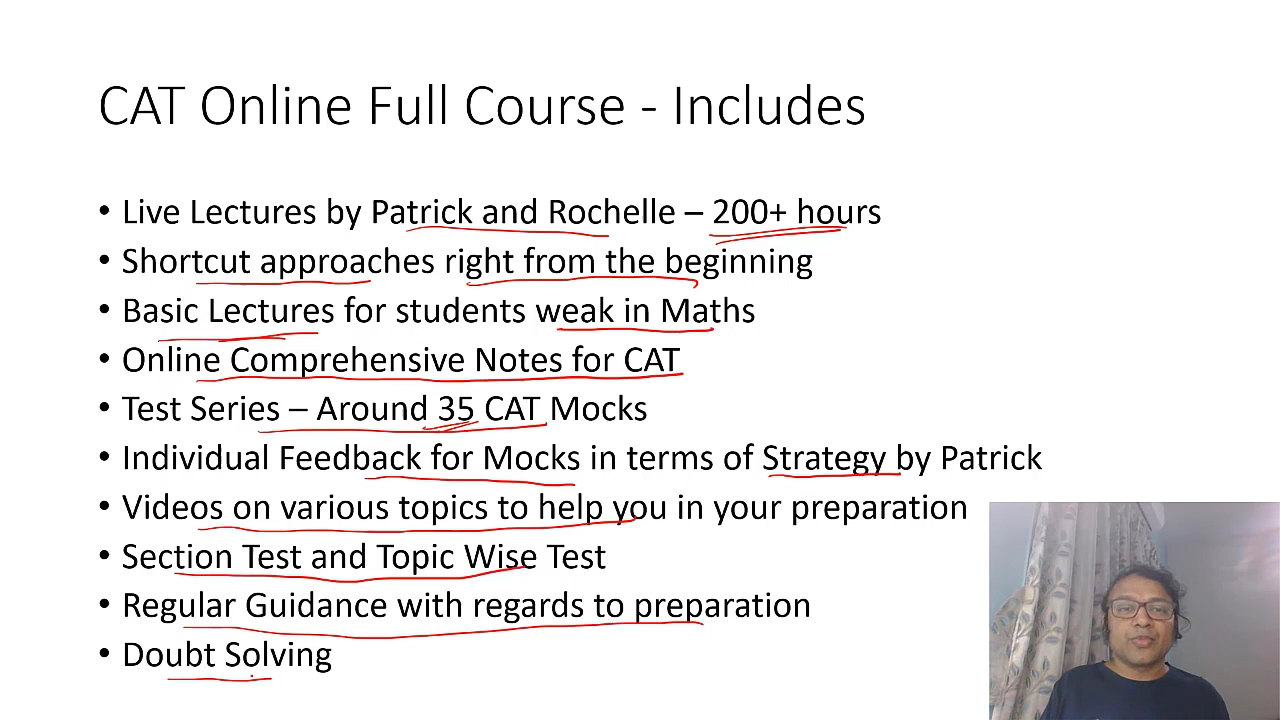 CAT Online Full Course - Includes
• Live Lectures by Patrick and Rochelle – 200+ hours
• Shortcut approaches right from the beginning
• Basic Lectures for students weak in Maths
• Online Comprehensive Notes for CAT
• Test Series – Around 35 CAT Mocks
• Individual Feedback for Mocks in terms of Strategy by Patrick
• Videos on various topics to help you in your preparation
• Section Test and Topic Wise Test
• Regular Guidance with regards to preparation
• Doubt Solving